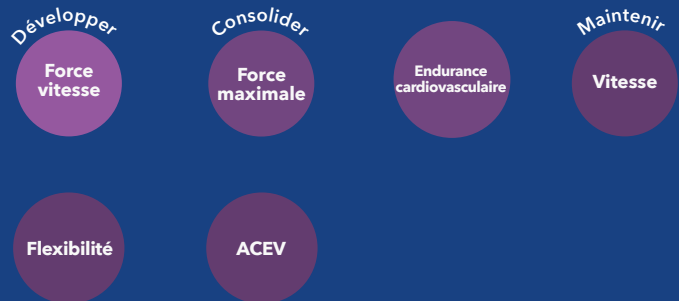 Développer
Force
vitesse
Consolider
Force
maximale
Endurance
cardiovasculaire
Maintenir
Vitesse
Flexibilité
ACEV